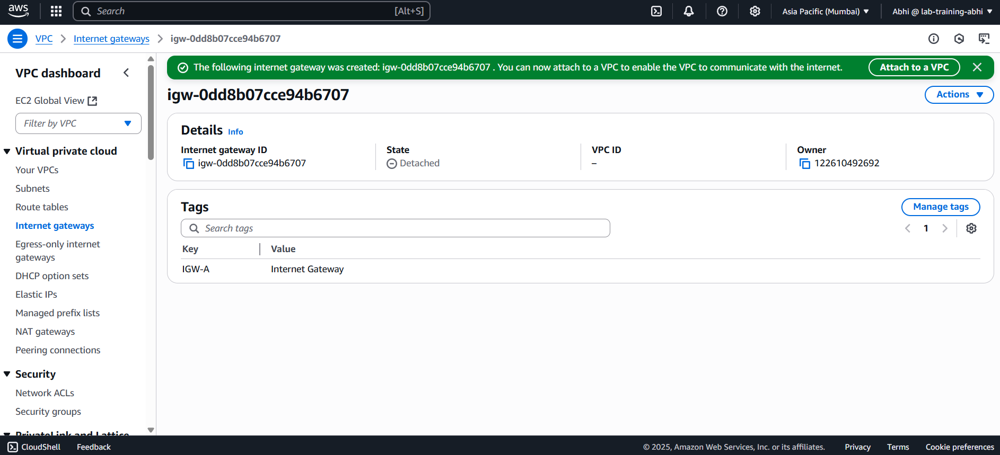 aws
Search
[Alt+S]
Asia Pacific (Mumbai)
Abhi @ lab-training-abhi
VPC
Internet gateways
igw-0dd8b07cce94b6707
VPC dashboard
EC2 Global View
Filter by VPC
Virtual private cloud
Your VPCs
Subnets
Route tables
Internet gateways
Egress-only internet
gateways
DHCP option sets
Elastic IPs
Managed prefix lists
NAT gateways
Peering connections
Security
Network ACLs
Security groups
PrivateLink and Lattice
The following internet gateway was created: igw-0dd8b07cce94b6707 . You can now attach to a VPC to enable the VPC to communicate with the internet.
Attach to a VPC
igw-0dd8b07cce94b6707
Actions
Details Info
Internet gateway ID
igw-0dd8b07cce94b6707
State
Detached
VPC ID
–
Owner
122610492692
Tags
Manage tags
Search tags
1
Key Value
IGW-A Internet Gateway
CloudShell
Feedback
© 2025, Amazon Web Services, Inc. or its affiliates.
Privacy
Terms
Cookie preferences